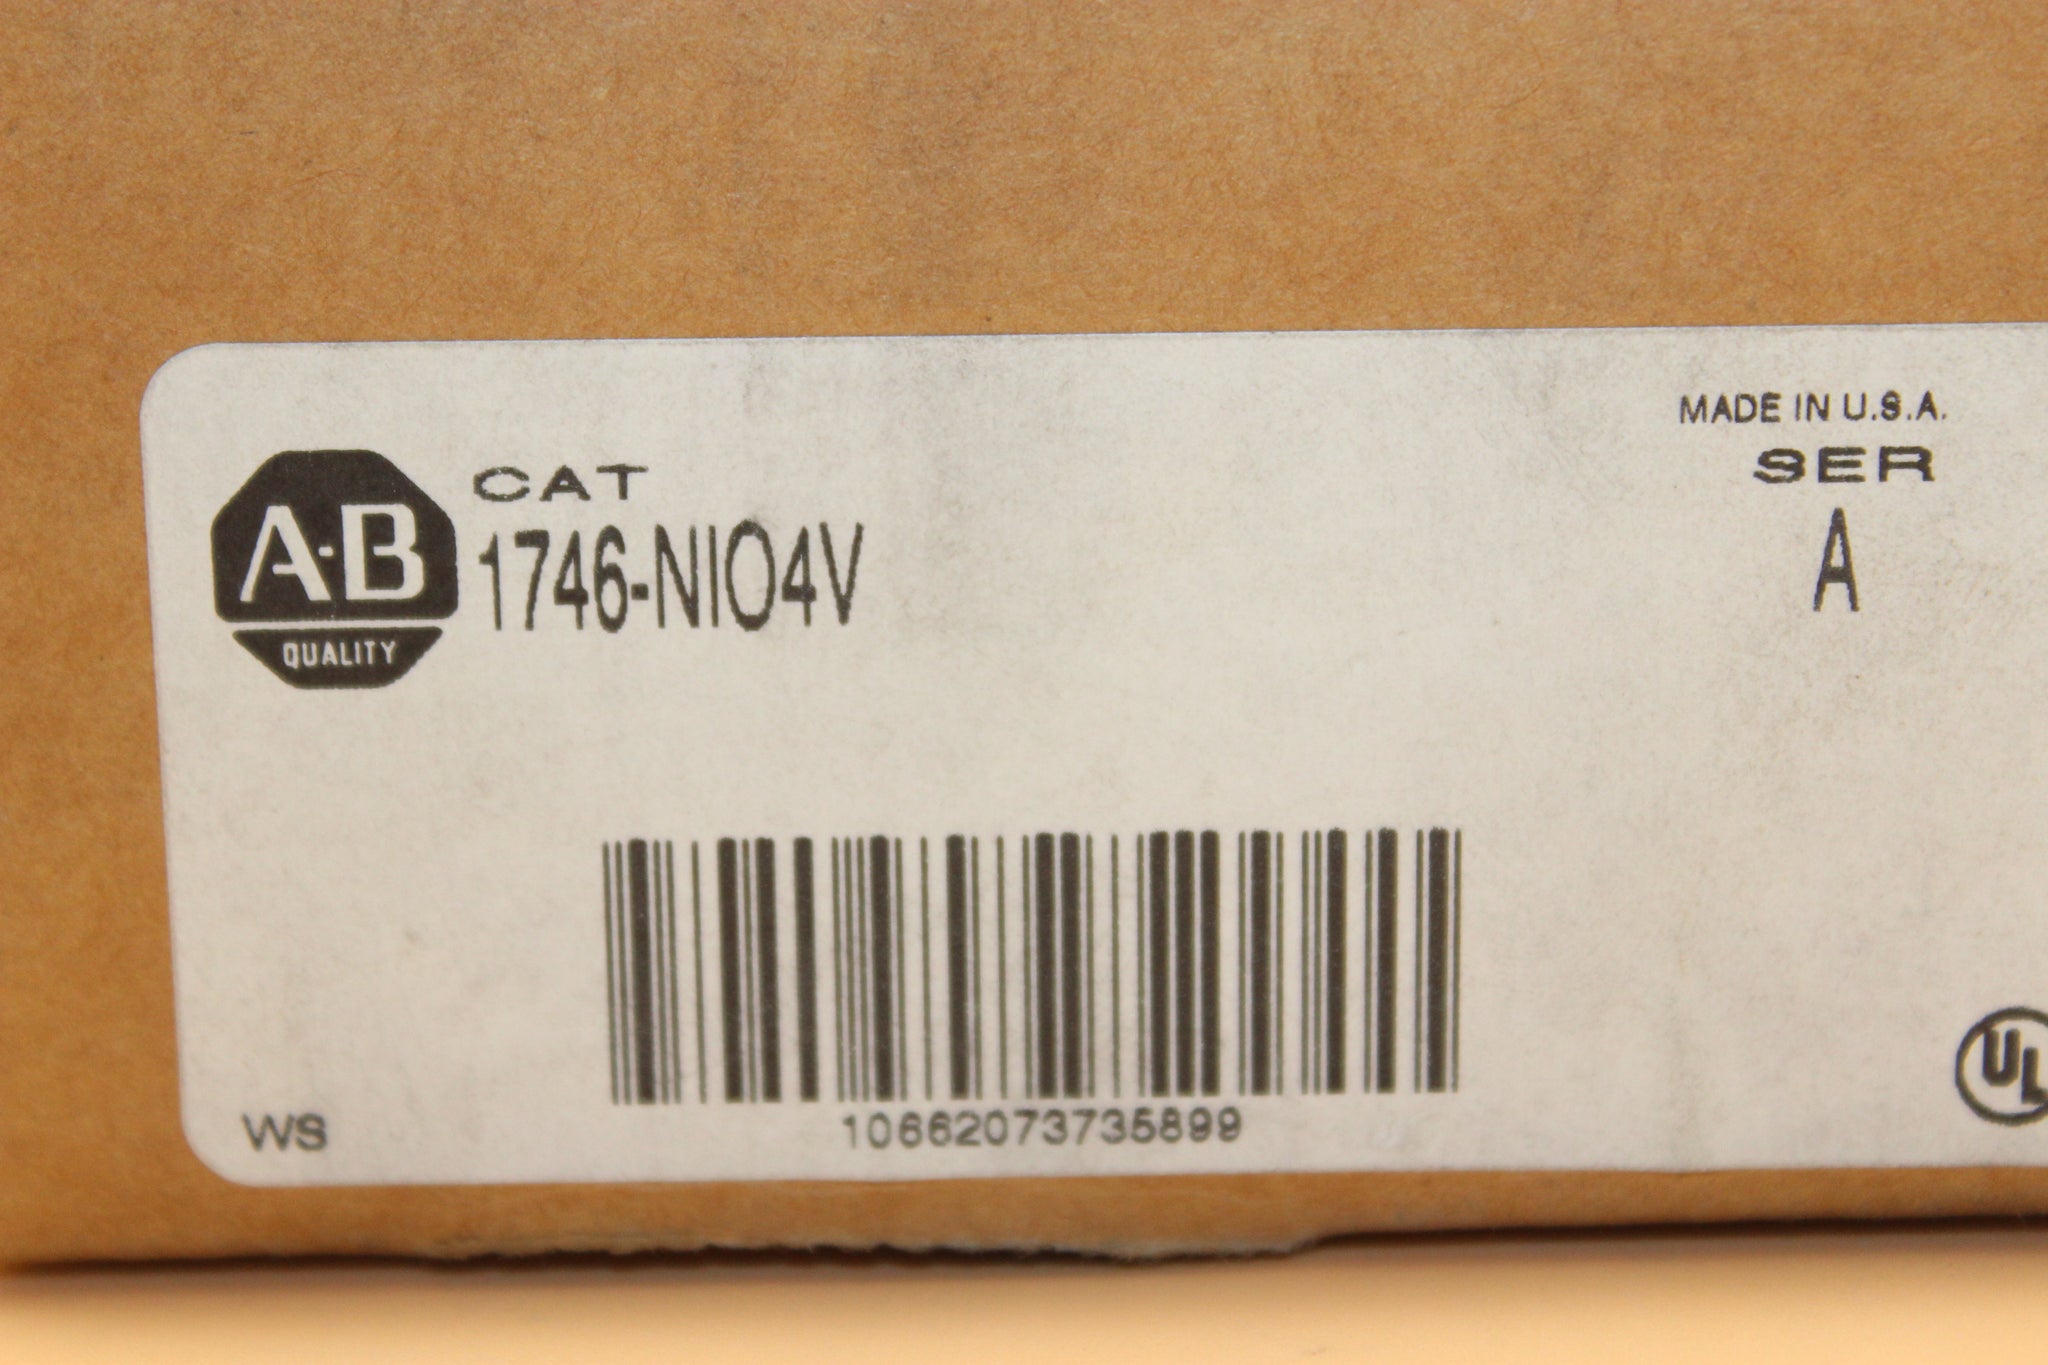 MADE IN U.S.A.
CAT
SER
A-B
QUALITY
1746-NIO4V
A
WS
10662073735899
UL